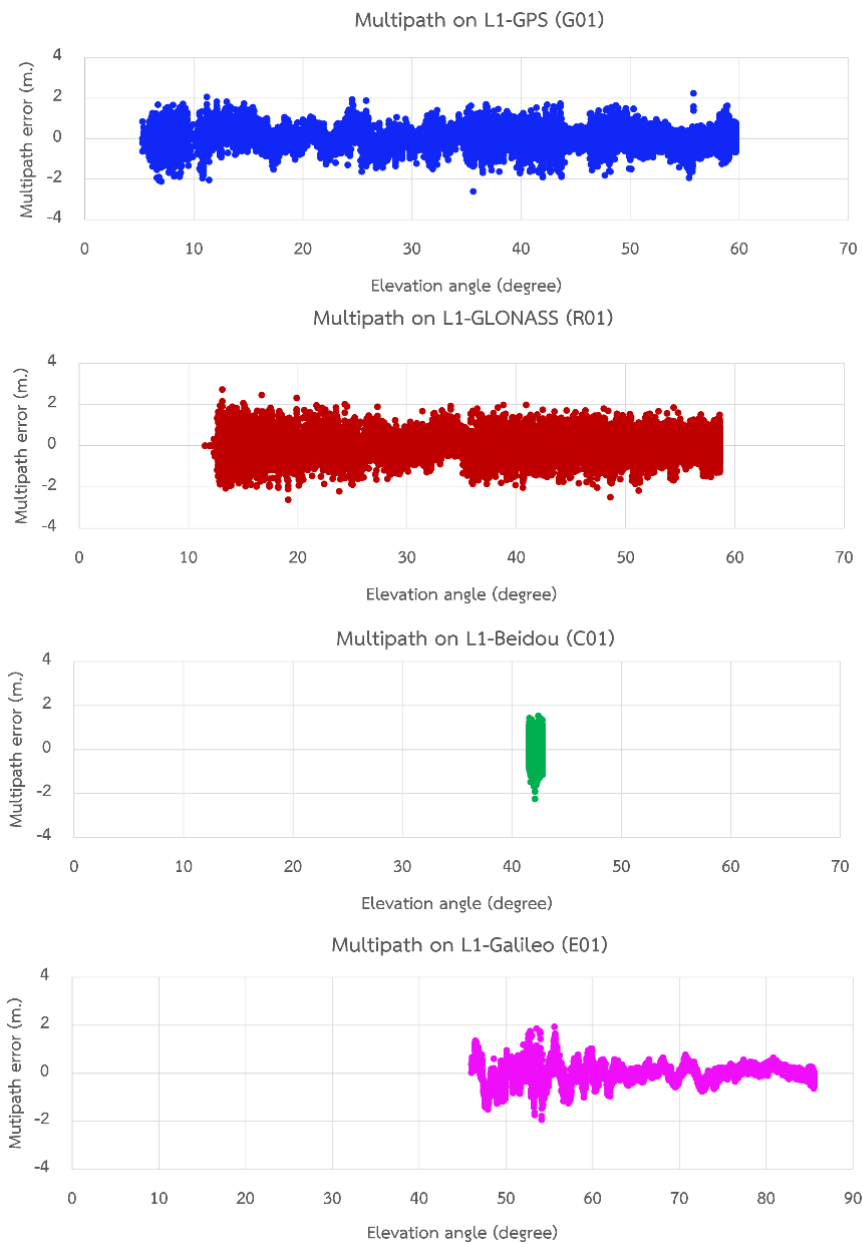 Multipath on L1-GPS (G01)
4
2
0
-2
-4
Multipath error (m.)
0 10 20 30 40 50 60 70
Elevation angle (degree)
Multipath on L1-GLONASS (R01)
4
2
0
-2
-4
Multipath error (m.)
0 10 20 30 40 50 60 70
Elevation angle (degree)
Multipath on L1-Beidou (C01)
4
2
0
-2
-4
Multipath error (m.)
0 10 20 30 40 50 60 70
Elevation angle (degree)
Multipath on L1-Galileo (E01)
4
2
0
-2
-4
Mutipath error (m.)
0 10 20 30 40 50 60 70 80 90
Elevation angle (degree)